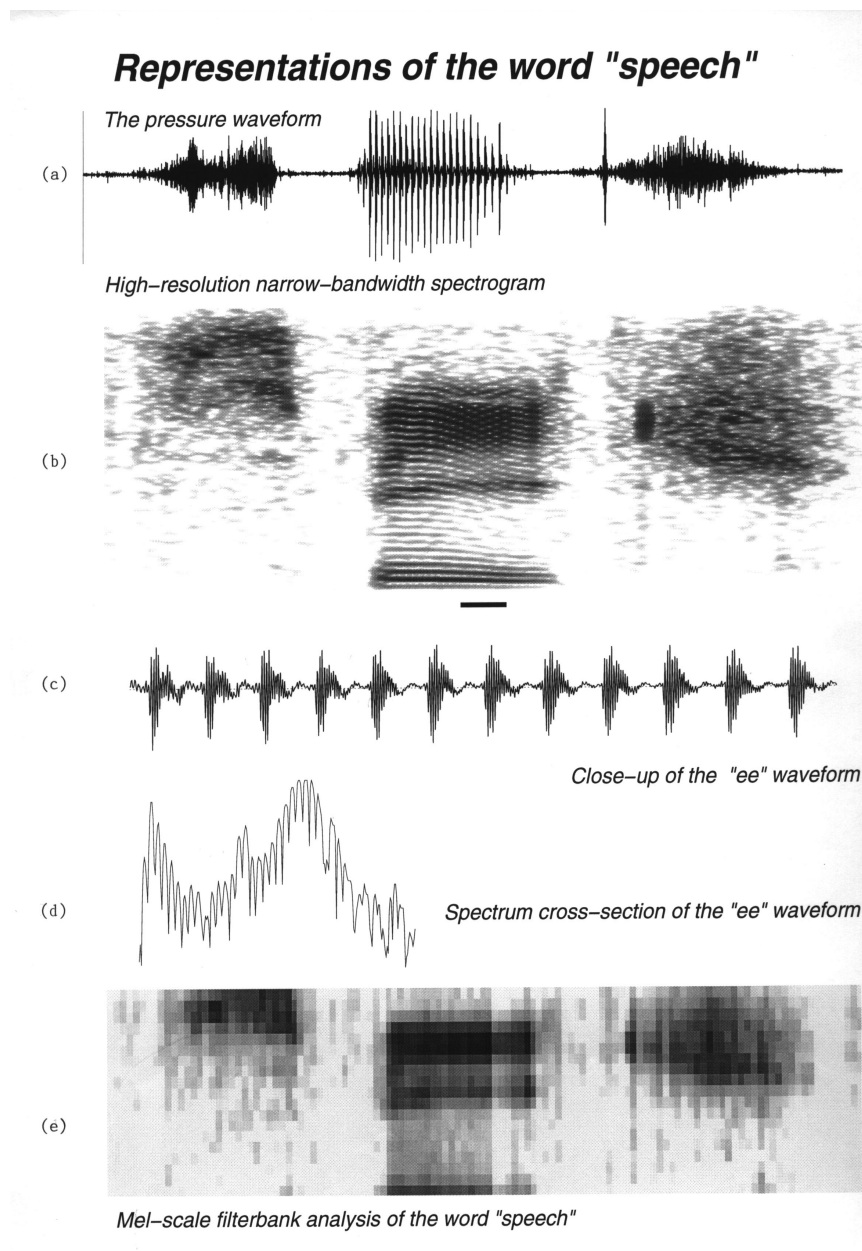 Representations of the word "speech"
The pressure waveform
(a)
High-resolution narrow-bandwidth spectrogram
(b)
(c)
Close-up of the "ee" waveform
(d)
Spectrum cross-section of the "ee" waveform
(e)
Mel-scale filterbank analysis of the word "speech"